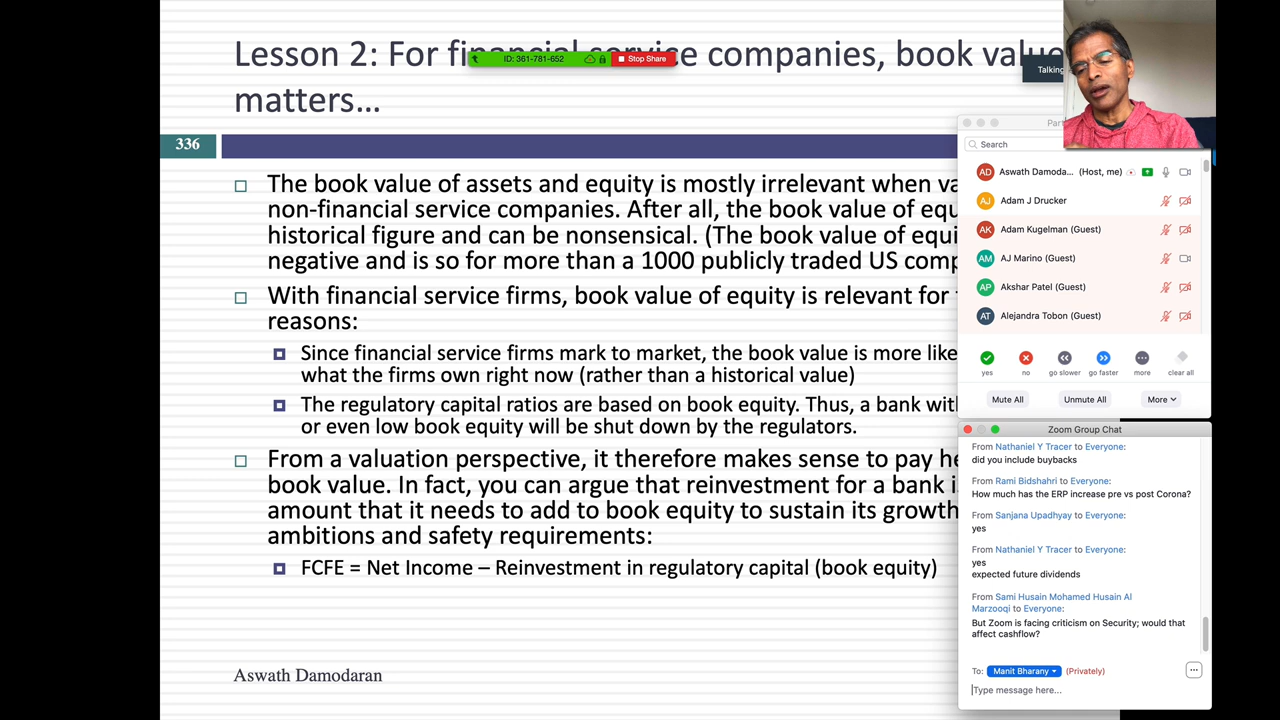 Lesson 2: For financial service companies, book value
matters…
ID: 361-781-652
Stop Share
Talking
336
The book value of assets and equity is mostly irrelevant when
non-financial service companies. After all, the book value of
historical figure and can be nonsensical. (The book value of
negative and is so for more than a 1000 publicly traded US
With financial service firms, book value of equity is relevant for
reasons:
Since financial service firms mark to market, the book value is more
what the firms own right now (rather than a historical value)
The regulatory capital ratios are based on book equity. Thus, a bank
or even low book equity will be shut down by the regulators.
From a valuation perspective, it therefore makes sense to pay
book value. In fact, you can argue that reinvestment for a bank
amount that it needs to add to book equity to sustain its growth
ambitions and safety requirements:
FCFE = Net Income – Reinvestment in regulatory capital (book equity)
Aswath Damodaran
Search
AD Aswath Damoda... (Host, me)
AJ Adam J Drucker
AK Adam Kugelman (Guest)
AM AJ Marino (Guest)
AP Akshar Patel (Guest)
AT Alejandra Tobon (Guest)
yes no go slower go faster more clear all
Mute All Unmute All More
Zoom Group Chat
From Nathaniel Y Tracer to Everyone:
did you include buybacks
From Rami Bidshahri to Everyone:
How much has the ERP increase pre vs post Corona?
From Sanjana Upadhyay to Everyone:
yes
From Nathaniel Y Tracer to Everyone:
yes
expected future dividends
From Sami Husain Mohamed Husain Al
Marzooqi to Everyone:
But Zoom is facing criticism on Security; would that
affect cashflow?
To: Manit Bharany (Privately)
Type message here...